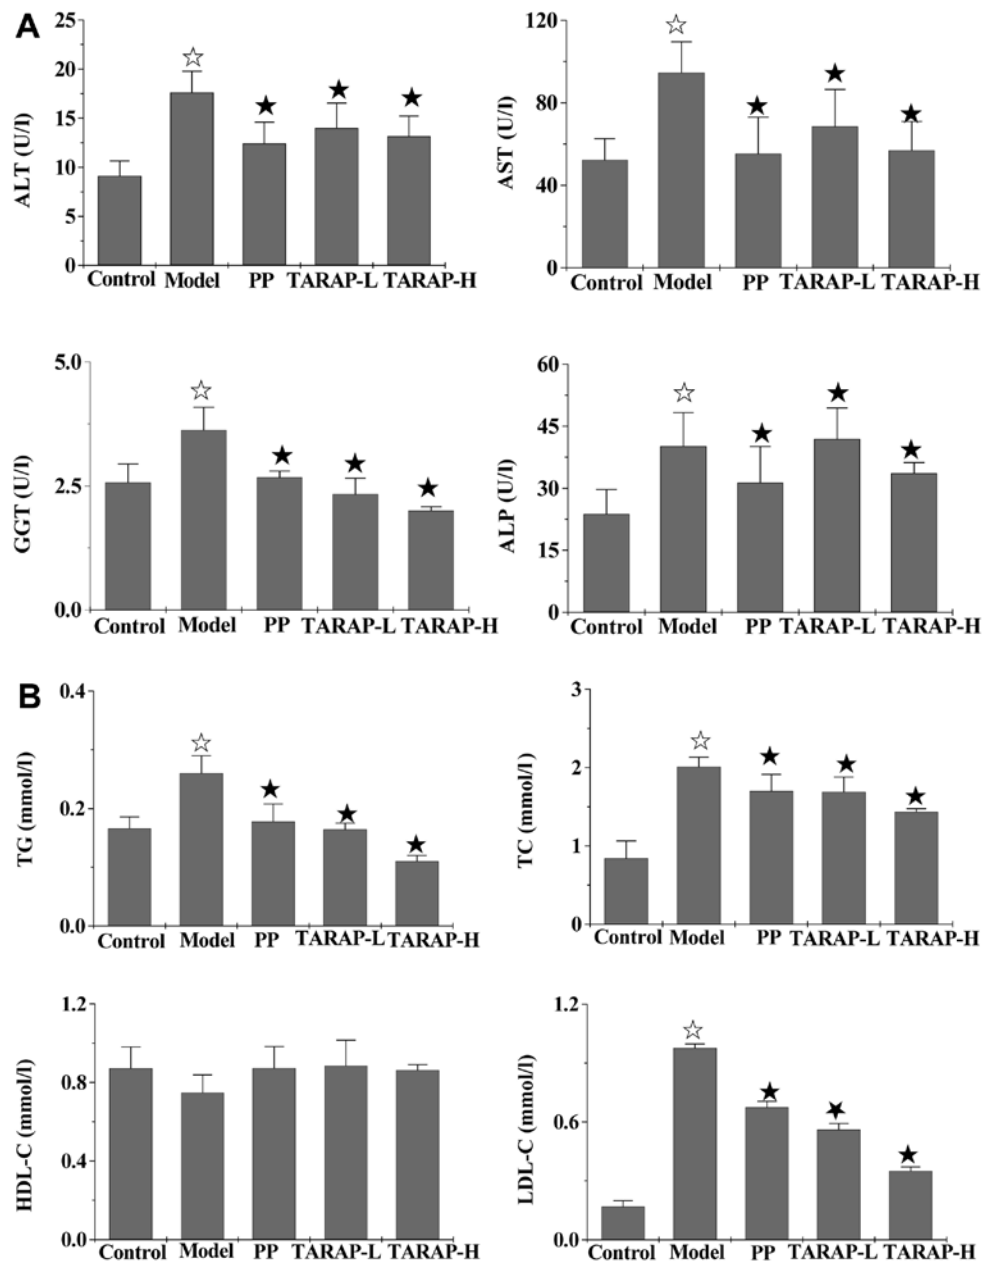 A
ALT (U/l)
25
20
15
10
5
0
Control Model PP TARAP-L TARAP-H
AST (U/l)
120
80
40
0
Control Model PP TARAP-L TARAP-H
GGT (U/l)
5.0
2.5
0.0
Control Model PP TARAP-L TARAP-H
ALP (U/l)
60
45
30
15
0
Control Model PP TARAP-L TARAP-H
B
TG (mmol/l)
0.4
0.2
0.0
Control Model PP TARAP-L TARAP-H
TC (mmol/l)
3
2
1
0
Control Model PP TARAP-L TARAP-H
HDL-C (mmol/l)
1.2
0.8
0.4
0.0
Control Model PP TARAP-L TARAP-H
LDL-C (mmol/l)
1.2
0.6
0.0
Control Model PP TARAP-L TARAP-H